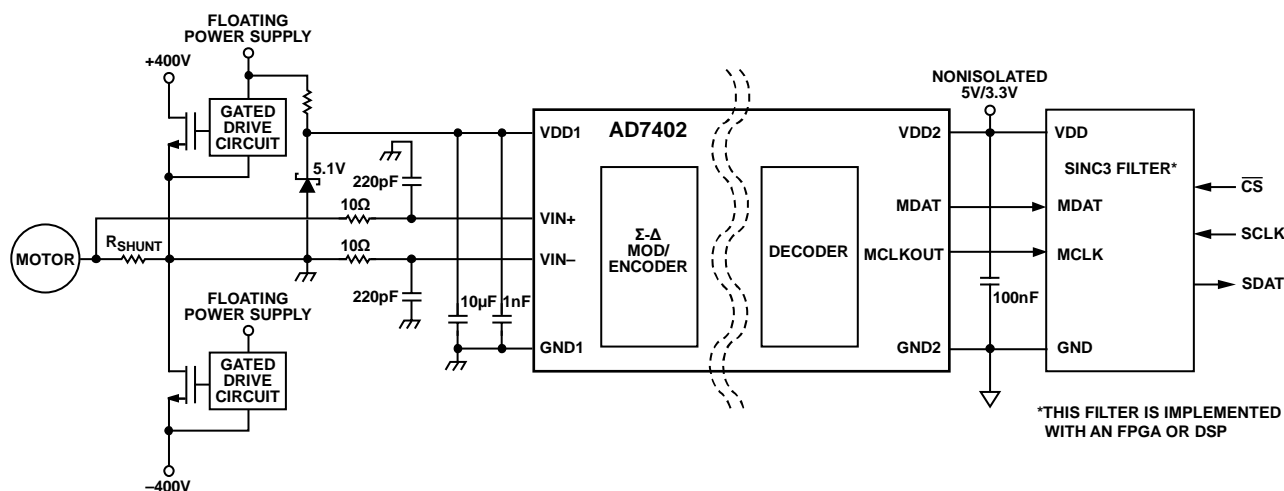 FLOATING
POWER SUPPLY
+400V
GATED
DRIVE
CIRCUIT
5.1V
220pF
10Ω
10Ω
220pF
MOTOR
RSHUNT
FLOATING
POWER SUPPLY
GATED
DRIVE
CIRCUIT
–400V
10µF
1nF
AD7402
VDD1
VIN+
VIN–
GND1
Σ-Δ
MOD/
ENCODER
DECODER
VDD2
MDAT
MCLKOUT
GND2
NONISOLATED
5V/3.3V
100nF
VDD
SINC3 FILTER*
MDAT
MCLK
GND
CS
SCLK
SDAT
*THIS FILTER IS IMPLEMENTED
WITH AN FPGA OR DSP